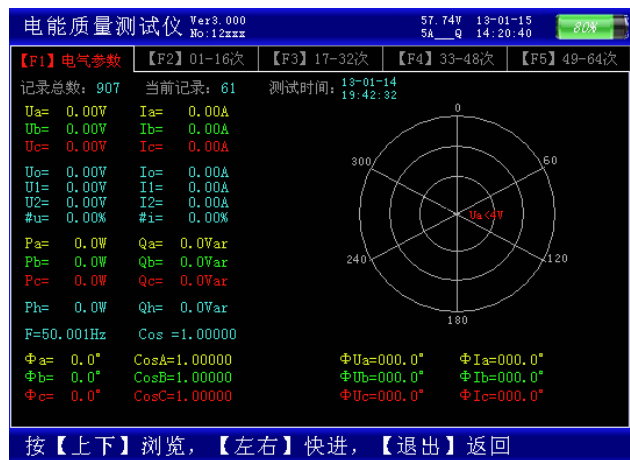 电能质量测试仪 Ver3.000 57.74V 13-01-15 80%
No:12xxx 5A__Q 14:20:40
【F1】电气参数 【F2】01-16次 【F3】17-32次 【F4】33-48次 【F5】49-64次
记录总数: 907 当前记录: 61 测试时间: 13-01-14
19:42:32
Ua= 0.00V Ia= 0.00A 0
Ub= 0.00V Ib= 0.00A
Uc= 0.00V Ic= 0.00A
300 60
Uo= 0.00V Io= 0.00A
U1= 0.00V I1= 0.00A
U2= 0.00V I2= 0.00A
#u= 0.00% #i= 0.00% Ua<4V
Pa= 0.0W Qa= 0.0Var
Pb= 0.0W Qb= 0.0Var 240 120
Pc= 0.0W Qc= 0.0Var
Ph= 0.0W Qh= 0.0Var
180
F=50.001Hz Cos =1.00000
Φa= 0.0° CosA=1.00000 ΦUa=000.0° ΦIa=000.0°
Φb= 0.0° CosB=1.00000 ΦUb=000.0° ΦIb=000.0°
Φc= 0.0° CosC=1.00000 ΦUc=000.0° ΦIc=000.0°
按【上下】浏览，【左右】快进，【退出】返回